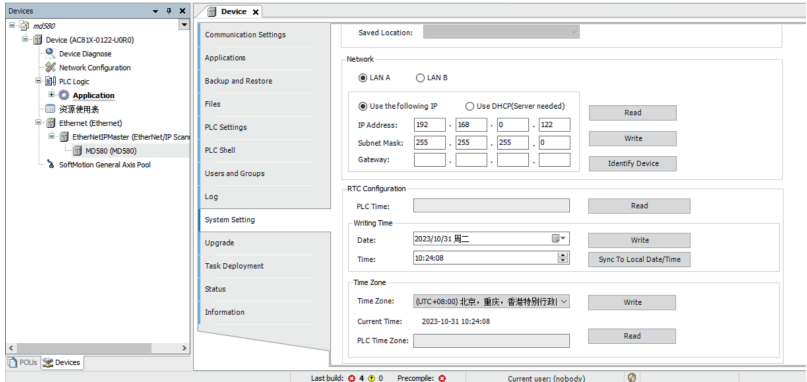 Devices
md580
Device (AC81X-0122-U0R0)
Device Diagnose
Network Configuration
PLC Logic
Application
资源使用表
Ethernet (Ethernet)
EtherNetIPMaster (EtherNet/IP Scan
MD580 (MD580)
SoftMotion General Axis Pool
POUs
Devices
Device
Communication Settings
Applications
Backup and Restore
Files
PLC Settings
PLC Shell
Users and Groups
Log
System Setting
Upgrade
Task Deployment
Status
Information
Saved Location:
Network
LAN A LAN B
Use the following IP Use DHCP(Server needed)
IP Address: 192 . 168 . 0 . 122
Subnet Mask: 255 . 255 . 255 . 0
Gateway: . . .
Read
Write
Identify Device
RTC Configuration
PLC Time: Read
Writing Time
Date: 2023/10/31 周二 Write
Time: 10:24:08 Sync To Local Date/Time
Time Zone
Time Zone: (UTC+08:00) 北京，重庆，香港特别行政 Write
Current Time: 2023-10-31 10:24:08
PLC Time Zone: Read
Last build: 4 0 Precompile: Current user: (nobody)